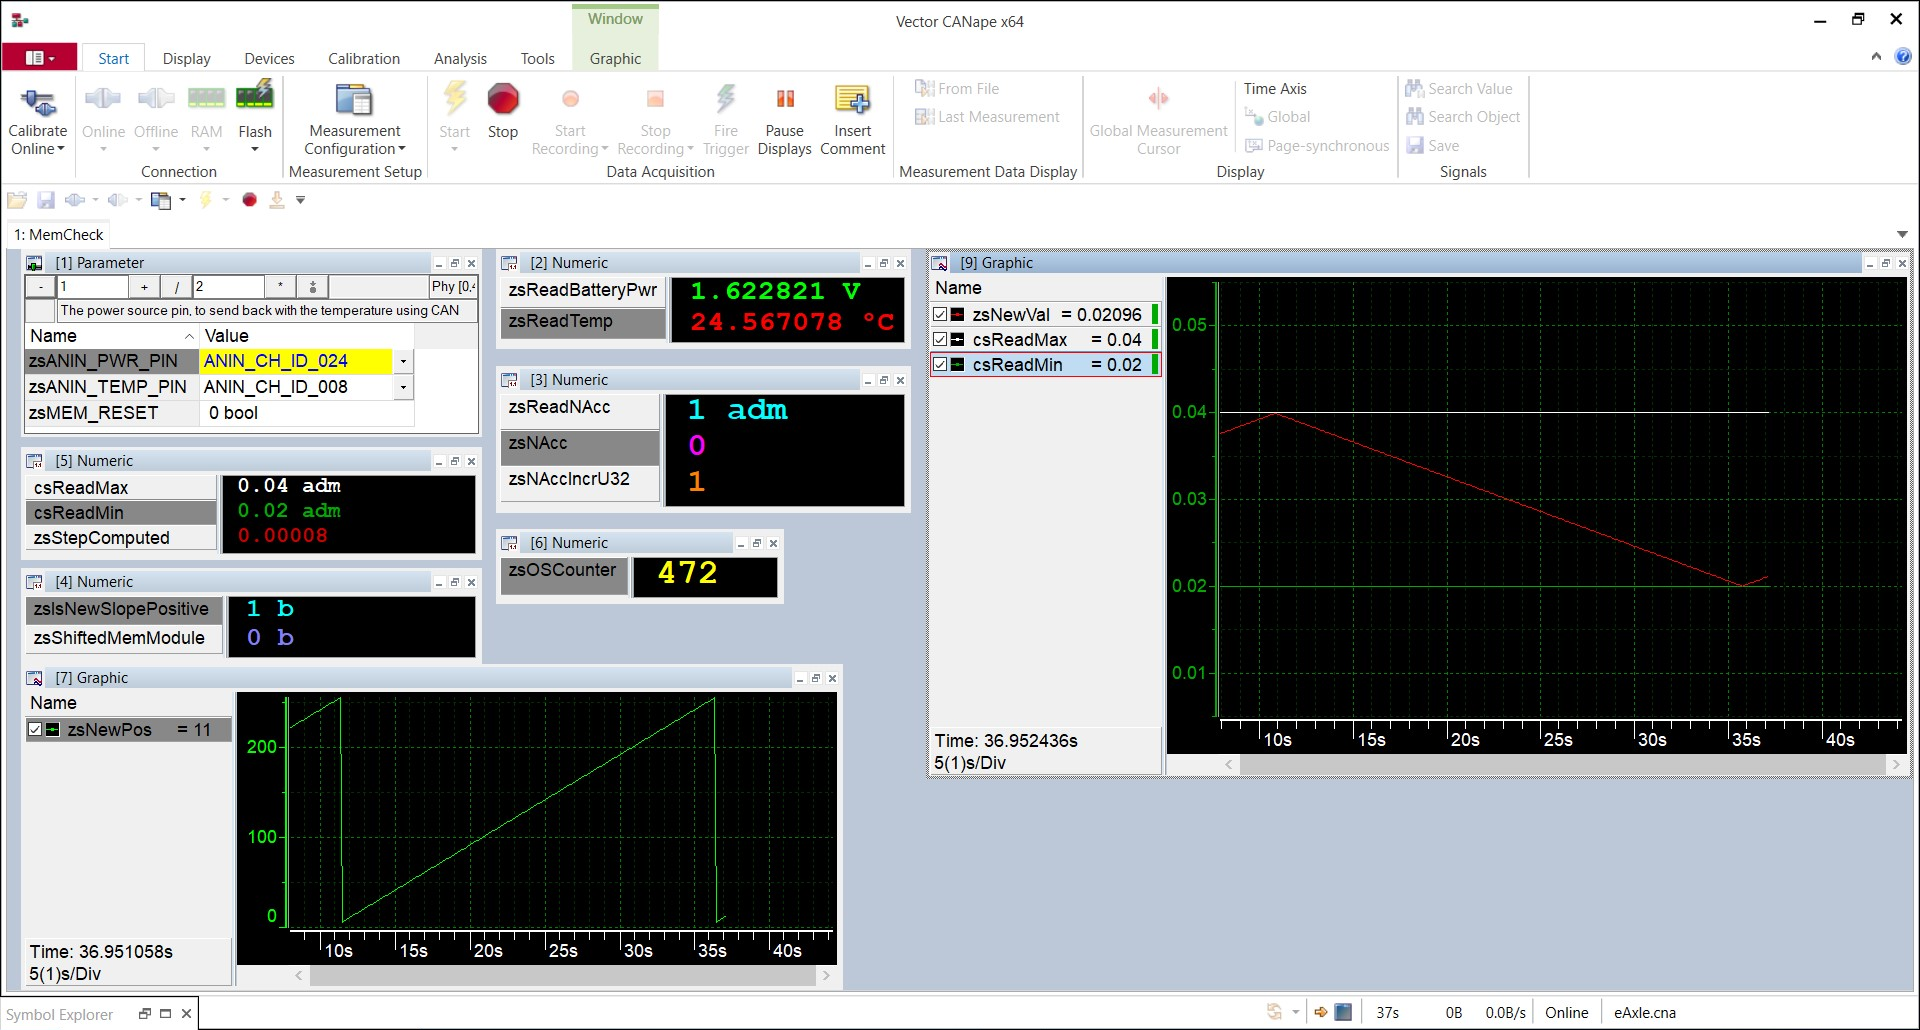 Window
Vector CANape x64
Start
Display
Devices
Calibration
Analysis
Tools
Graphic
Calibrate
Online
Online
Offline
RAM
Flash
Connection
Measurement
Configuration
Measurement Setup
Start
Stop
Start
Recording
Stop
Recording
Fire
Trigger
Pause
Displays
Insert
Comment
Data Acquisition
From File
Last Measurement
Measurement Data Display
Global Measurement
Cursor
Time Axis
Global
Page-synchronous
Display
Search Value
Search Object
Save
Signals
1: MemCheck
[1] Parameter
- 1 + / 2 *
The power source pin, to send back with the temperature using CAN
Name Value
zsANIN_PWR_PIN ANIN_CH_ID_024
zsANIN_TEMP_PIN ANIN_CH_ID_008
zsMEM_RESET 0 bool
[5] Numeric
csReadMax 0.04 adm
csReadMin 0.02 adm
zsStepComputed 0.00008
[4] Numeric
zsIsNewSlopePositive 1 b
zsShiftedMemModule 0 b
[2] Numeric
zsReadBatteryPwr 1.622821 V
zsReadTemp 24.567078 °C
[3] Numeric
zsReadNAcc 1 adm
zsNAcc 0
zsNAccIncrU32 1
[6] Numeric
zsOSCounter 472
[7] Graphic
Name
zsNewPos = 11
200
100
0
10s 15s 20s 25s 30s 35s 40s
Time: 36.951058s
5(1)s/Div
[9] Graphic
Name
zsNewVal = 0.02096
csReadMax = 0.04
csReadMin = 0.02
0.05
0.04
0.03
0.02
0.01
10s 15s 20s 25s 30s 35s 40s
Time: 36.952436s
5(1)s/Div
Symbol Explorer
37s 0B 0.0B/s Online eAxle.cna